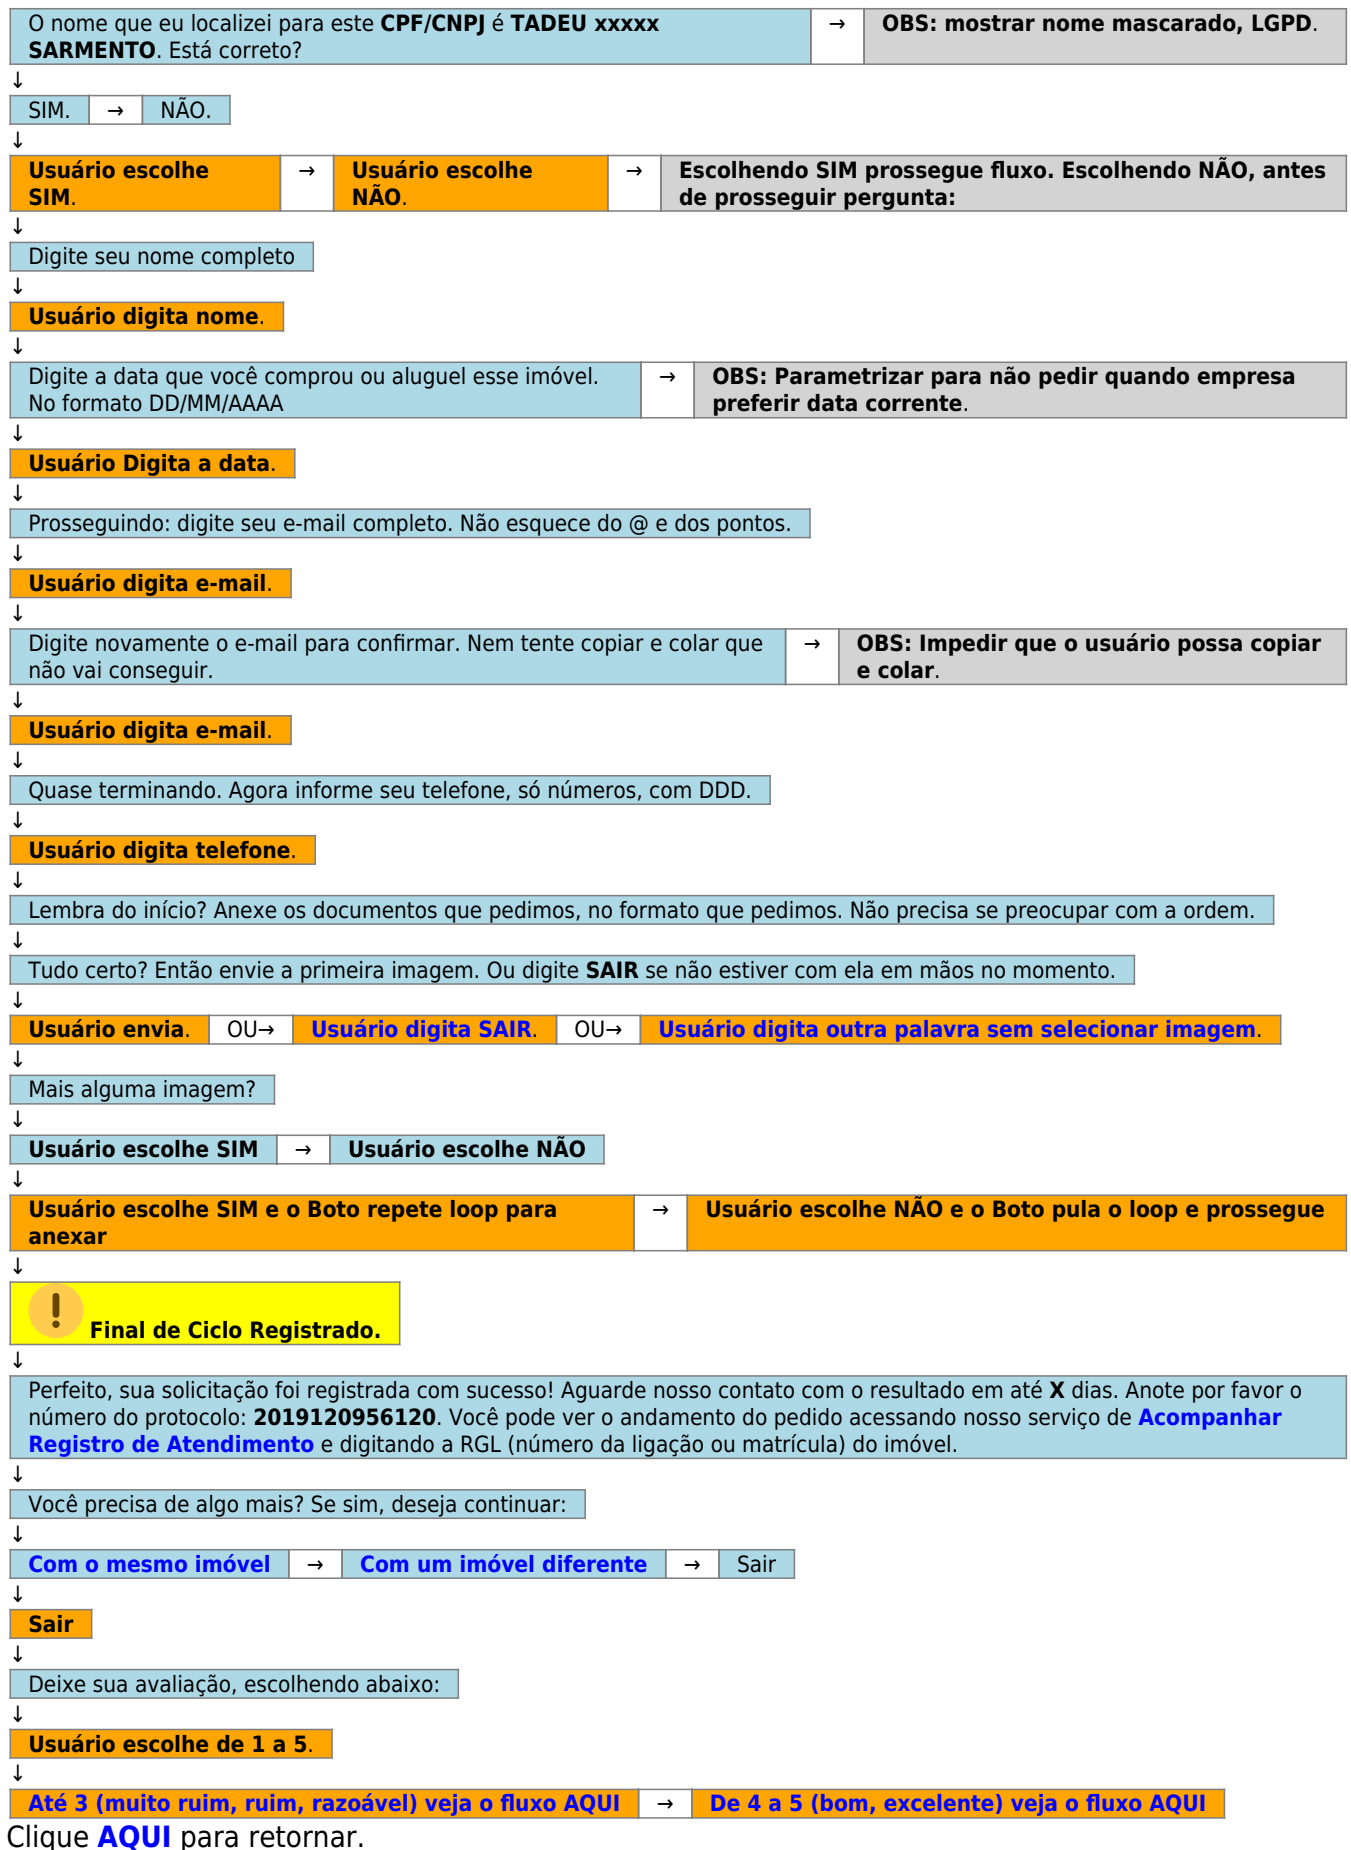 O nome que eu localizei para este CPF/CNPJ é TADEU xxxxx → OBS: mostrar nome mascarado, LGPD.
SARMENTO. Está correto?
↓
SIM. → NÃO.
↓
Usuário escolhe → Usuário escolhe → Escolhendo SIM prossegue fluxo. Escolhendo NÃO, antes
SIM. NÃO. de prosseguir pergunta:
↓
Digite seu nome completo
↓
Usuário digita nome.
↓
Digite a data que você comprou ou aluguel esse imóvel. → OBS: Parametrizar para não pedir quando empresa
No formato DD/MM/AAAA preferir data corrente.
↓
Usuário Digita a data.
↓
Prosseguindo: digite seu e-mail completo. Não esquece do @ e dos pontos.
↓
Usuário digita e-mail.
↓
Digite novamente o e-mail para confirmar. Nem tente copiar e colar que → OBS: Impedir que o usuário possa copiar
não vai conseguir. e colar.
↓
Usuário digita e-mail.
↓
Quase terminando. Agora informe seu telefone, só números, com DDD.
↓
Usuário digita telefone.
↓
Lembra do início? Anexe os documentos que pedimos, no formato que pedimos. Não precisa se preocupar com a ordem.
↓
Tudo certo? Então envie a primeira imagem. Ou digite SAIR se não estiver com ela em mãos no momento.
↓
Usuário envia. OU→ Usuário digita SAIR. OU→ Usuário digita outra palavra sem selecionar imagem.
↓
Mais alguma imagem?
↓
Usuário escolhe SIM → Usuário escolhe NÃO
↓
Usuário escolhe SIM e o Boto repete loop para → Usuário escolhe NÃO e o Boto pula o loop e prossegue
anexar
↓
! Final de Ciclo Registrado.
↓
Perfeito, sua solicitação foi registrada com sucesso! Aguarde nosso contato com o resultado em até X dias. Anote por favor o
número do protocolo: 2019120956120. Você pode ver o andamento do pedido acessando nosso serviço de Acompanhar
Registro de Atendimento e digitando a RGL (número da ligação ou matrícula) do imóvel.
↓
Você precisa de algo mais? Se sim, deseja continuar:
↓
Com o mesmo imóvel → Com um imóvel diferente → Sair
↓
Sair
↓
Deixe sua avaliação, escolhendo abaixo:
↓
Usuário escolhe de 1 a 5.
↓
Até 3 (muito ruim, ruim, razoável) veja o fluxo AQUI → De 4 a 5 (bom, excelente) veja o fluxo AQUI
Clique AQUI para retornar.